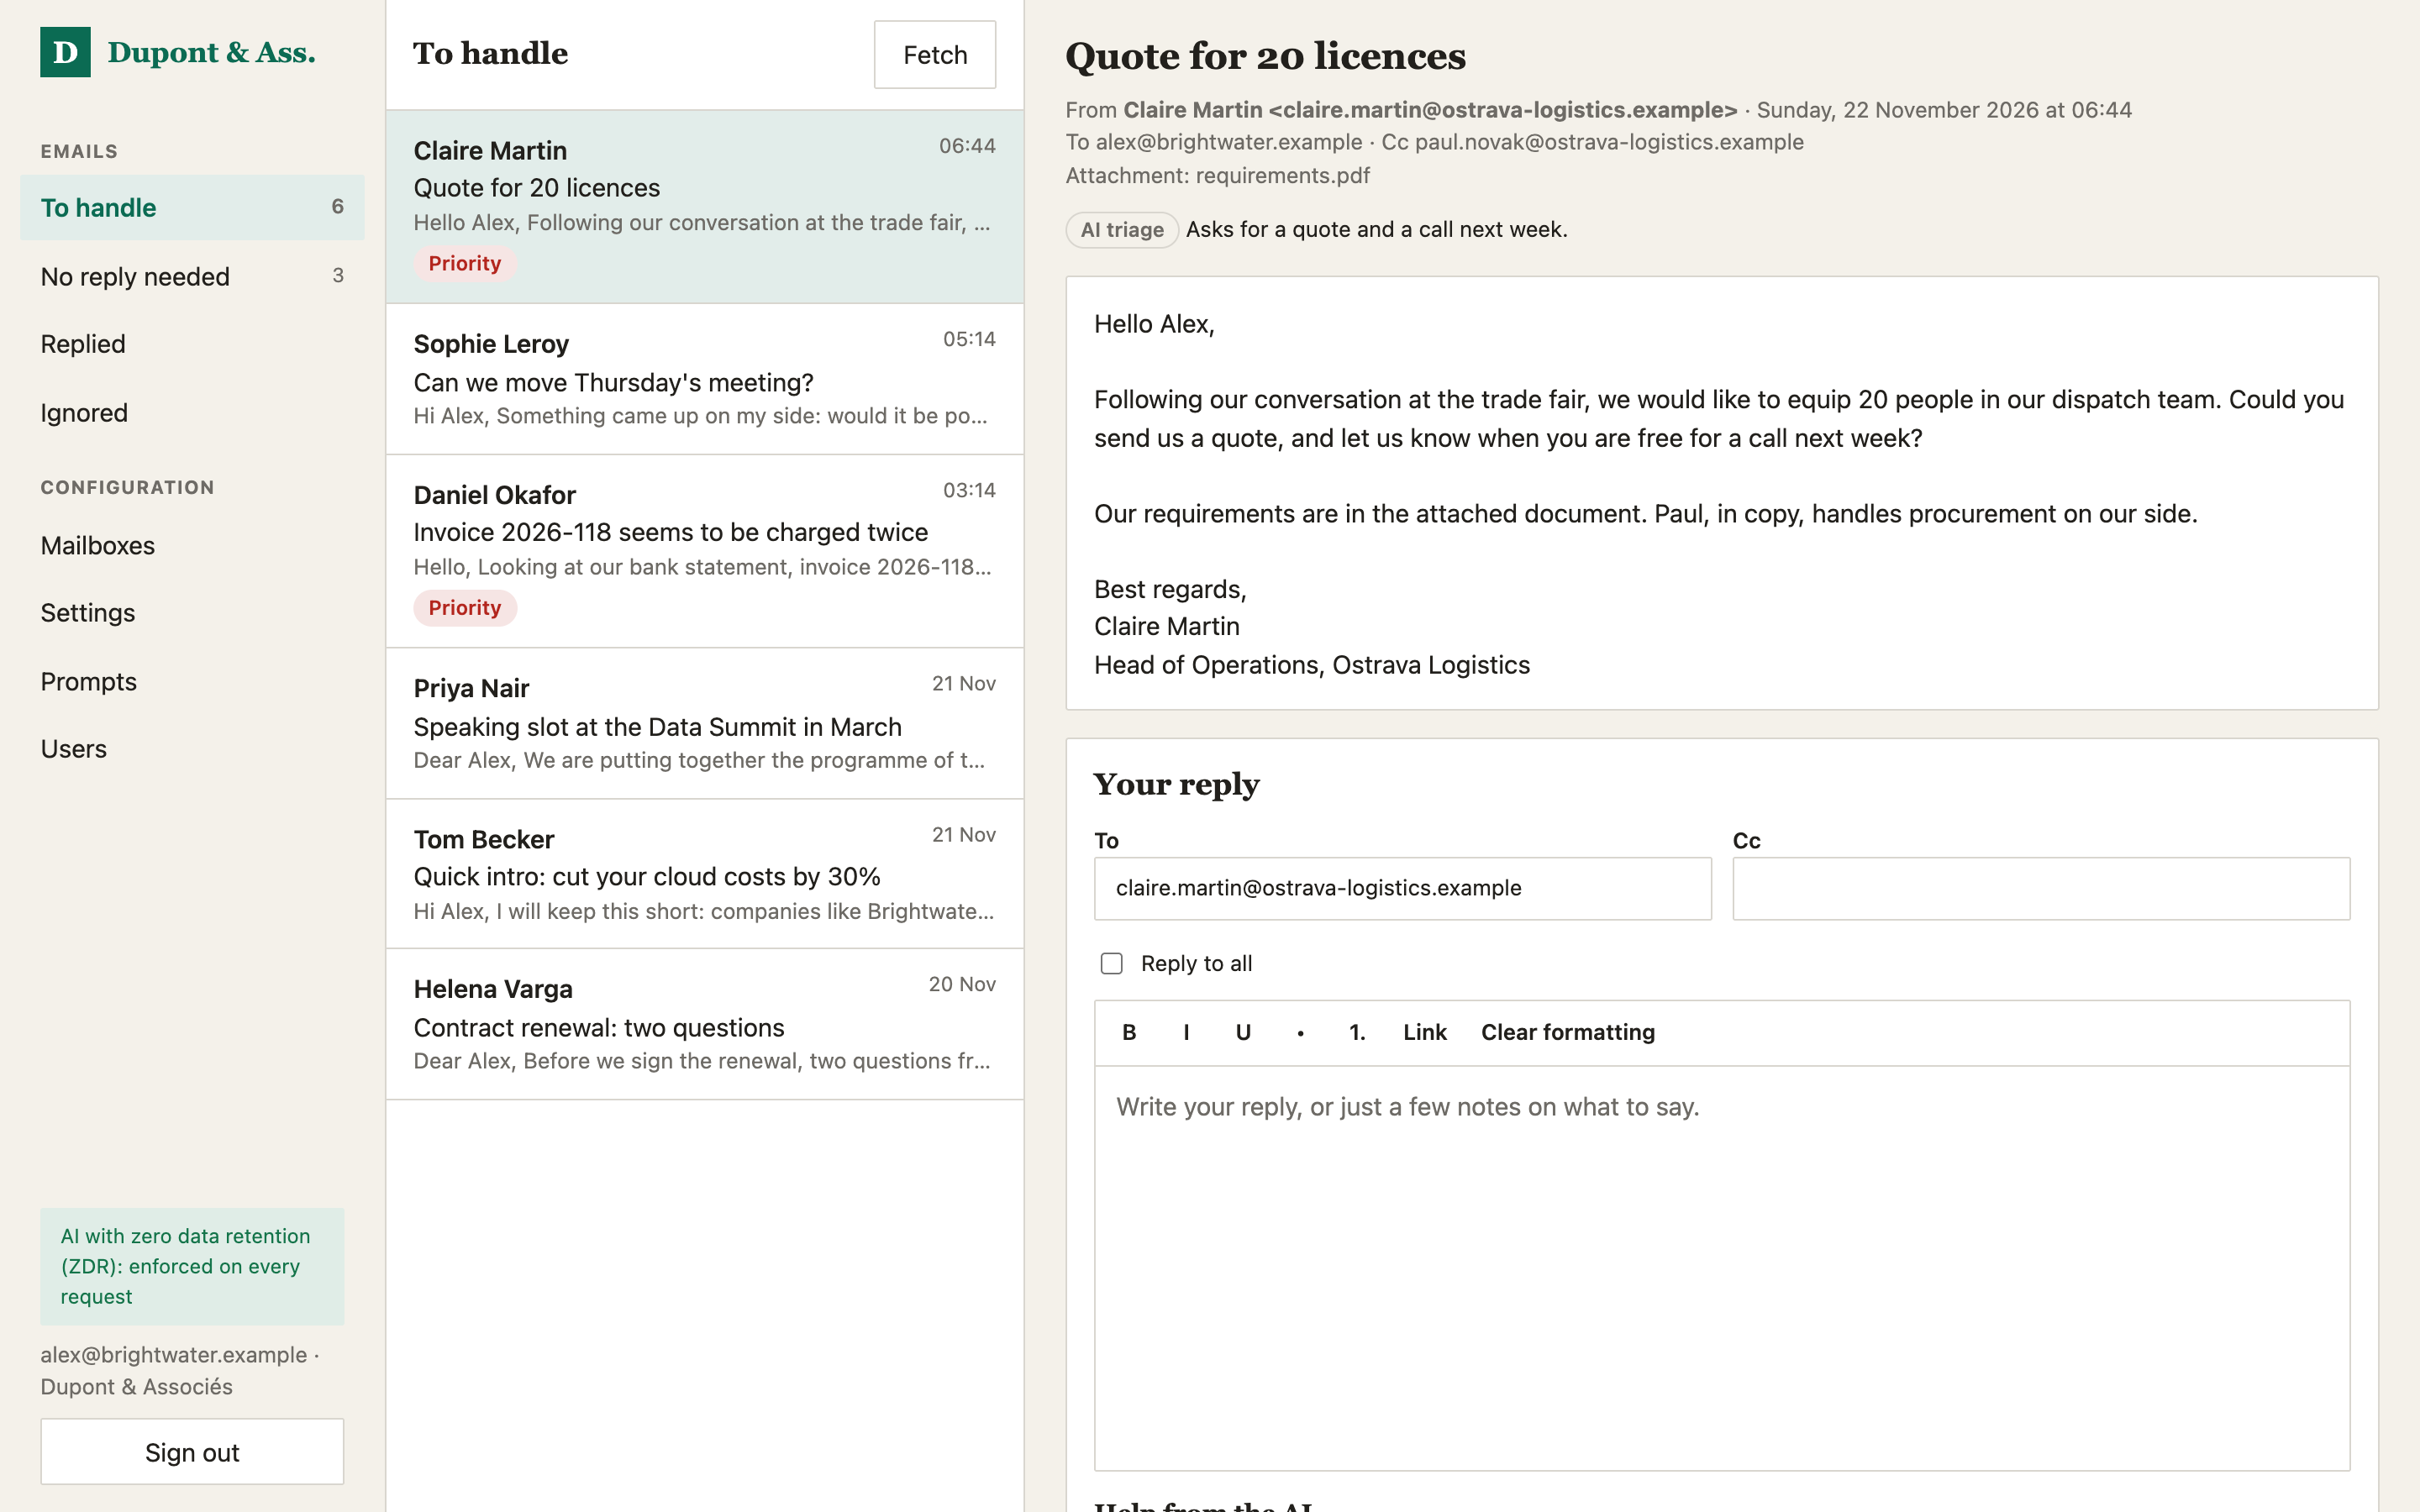 D Dupont & Ass.
EMAILS
To handle 6
No reply needed 3
Replied
Ignored
CONFIGURATION
Mailboxes
Settings
Prompts
Users
AI with zero data retention
(ZDR): enforced on every
request
alex@brightwater.example ·
Dupont & Associés
Sign out
To handle
Fetch
Claire Martin 06:44
Quote for 20 licences
Hello Alex, Following our conversation at the trade fair, ...
Priority
Sophie Leroy 05:14
Can we move Thursday's meeting?
Hi Alex, Something came up on my side: would it be po...
Daniel Okafor 03:14
Invoice 2026-118 seems to be charged twice
Hello, Looking at our bank statement, invoice 2026-118...
Priority
Priya Nair 21 Nov
Speaking slot at the Data Summit in March
Dear Alex, We are putting together the programme of t...
Tom Becker 21 Nov
Quick intro: cut your cloud costs by 30%
Hi Alex, I will keep this short: companies like Brightwate...
Helena Varga 20 Nov
Contract renewal: two questions
Dear Alex, Before we sign the renewal, two questions fr...
Quote for 20 licences
From Claire Martin <claire.martin@ostrava-logistics.example> · Sunday, 22 November 2026 at 06:44
To alex@brightwater.example · Cc paul.novak@ostrava-logistics.example
Attachment: requirements.pdf
AI triage Asks for a quote and a call next week.
Hello Alex,
Following our conversation at the trade fair, we would like to equip 20 people in our dispatch team. Could you
send us a quote, and let us know when you are free for a call next week?
Our requirements are in the attached document. Paul, in copy, handles procurement on our side.
Best regards,
Claire Martin
Head of Operations, Ostrava Logistics
Your reply
To
claire.martin@ostrava-logistics.example
Cc
Reply to all
B I U • 1. Link Clear formatting
Write your reply, or just a few notes on what to say.
Help from the AI